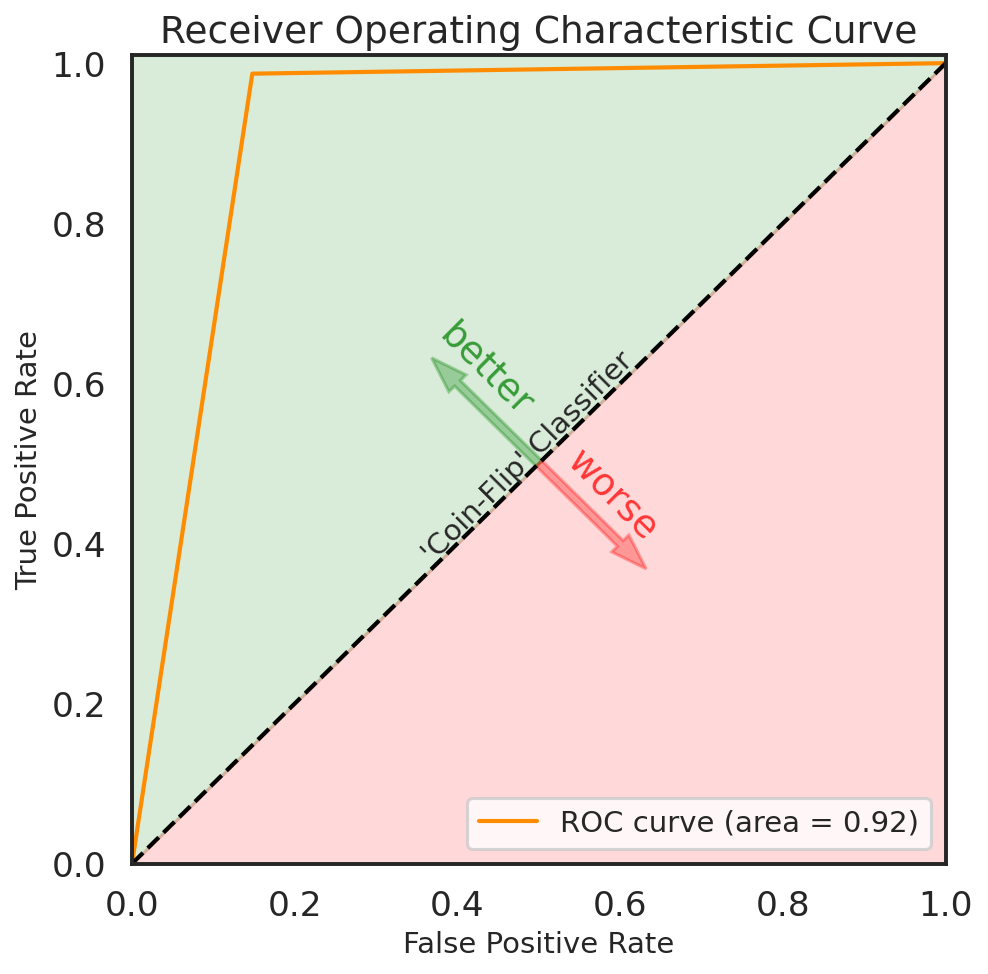 Receiver Operating Characteristic Curve
1.0
0.8
0.6
0.4
0.2
0.0
True Positive Rate
better
'Coin-Flip' Classifier
worse
ROC curve (area = 0.92)
0.0 0.2 0.4 0.6 0.8 1.0
False Positive Rate